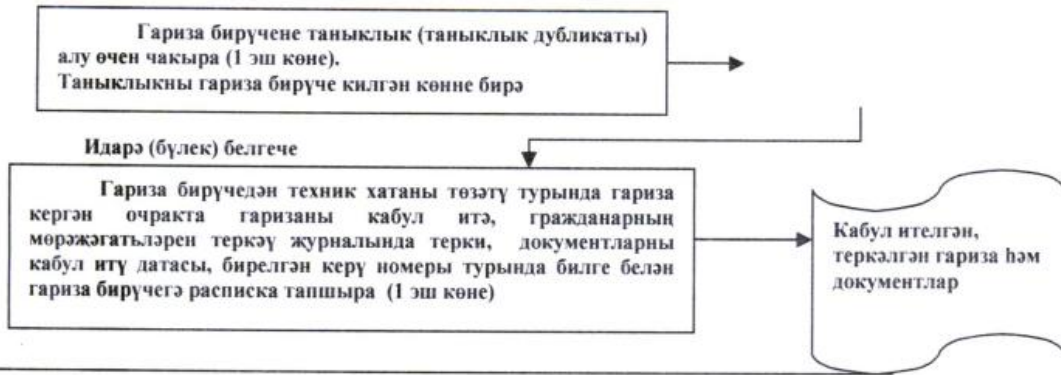 Гариза бирүчене таныклык (таныклык дубликаты)
алу өчен чакыра (1 эш көне).
Таныклыкны гариза бирүче килгән көнне бирә
Идарә (бүлек) белгече
Гариза бирүчедән техник хатаны төзәтү турында гариза
кергән очракта гаризаны кабул итә, гражданарның
мөрәҗәгатьләрен теркәү журналында терки, документларны
кабул итү датасы, бирелгән керү номеры турында билге белән
гариза бирүчегә расписка тапшыра (1 эш көне)
Кабул ителгән,
теркәлгән гариза һәм
документлар